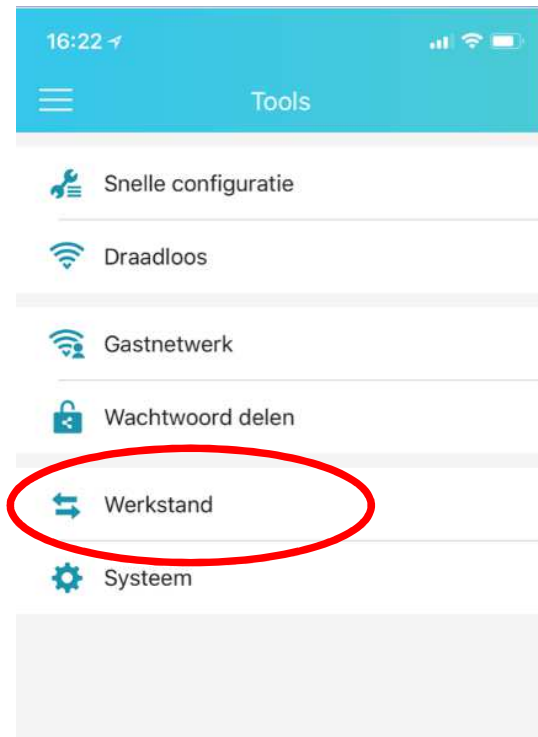 16:22
Tools
Snelle configuratie
Draadloos
Gastnetwerk
Wachtwoord delen
Werkstand
Systeem